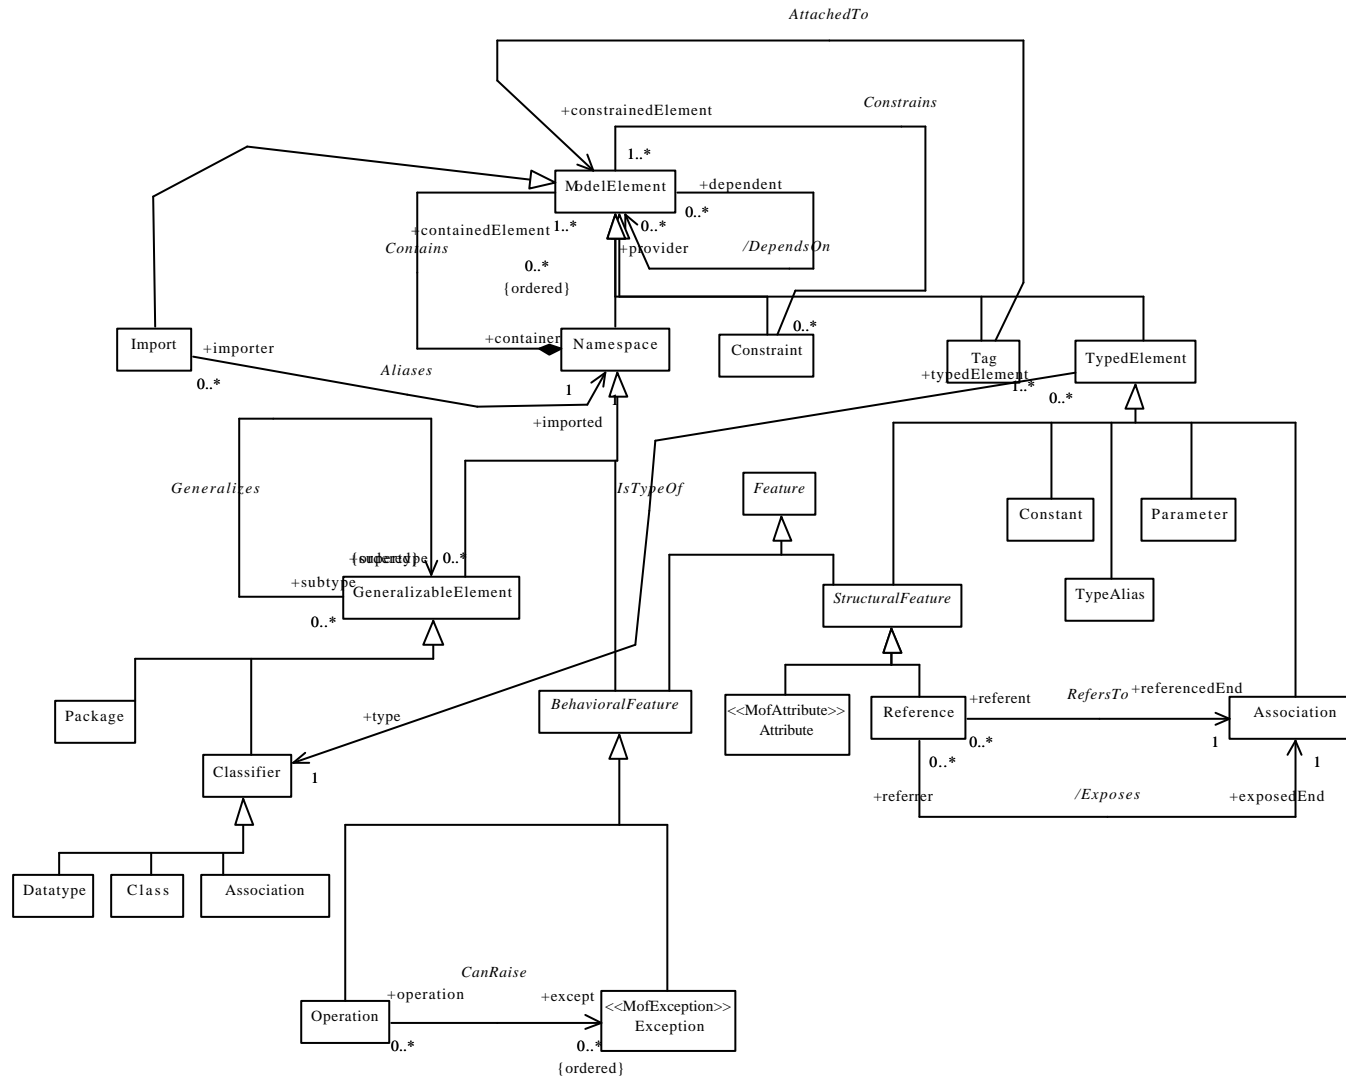 AttachedTo
Constrains
+constrainedElement
1..*
ModelElement
+dependent
0..*
1..*
0..*
+containedElement
Contains
+provider
/DependsOn
0..*
{ordered}
Import
+importer
0..*
Aliases
+container
Namespace
1
1
+imported
0..*
Constraint
Tag
+typedElement
1..*
TypedElement
0..*
Generalizes
IsTypeOf
Feature
Constant
Parameter
{ordered}
+supertype
0..*
+subtype
GeneralizableElement
0..*
StructuralFeature
TypeAlias
Package
+type
BehavioralFeature
<<MofAttribute>>
Attribute
Reference
+referent
0..*
RefersTo
+referencedEnd
1
Association
1
0..*
Classifier
1
+referrer
/Exposes
+exposedEnd
Datatype
Class
Association
CanRaise
+operation
+except
Operation
<<MofException>>
Exception
0..*
0..*
{ordered}